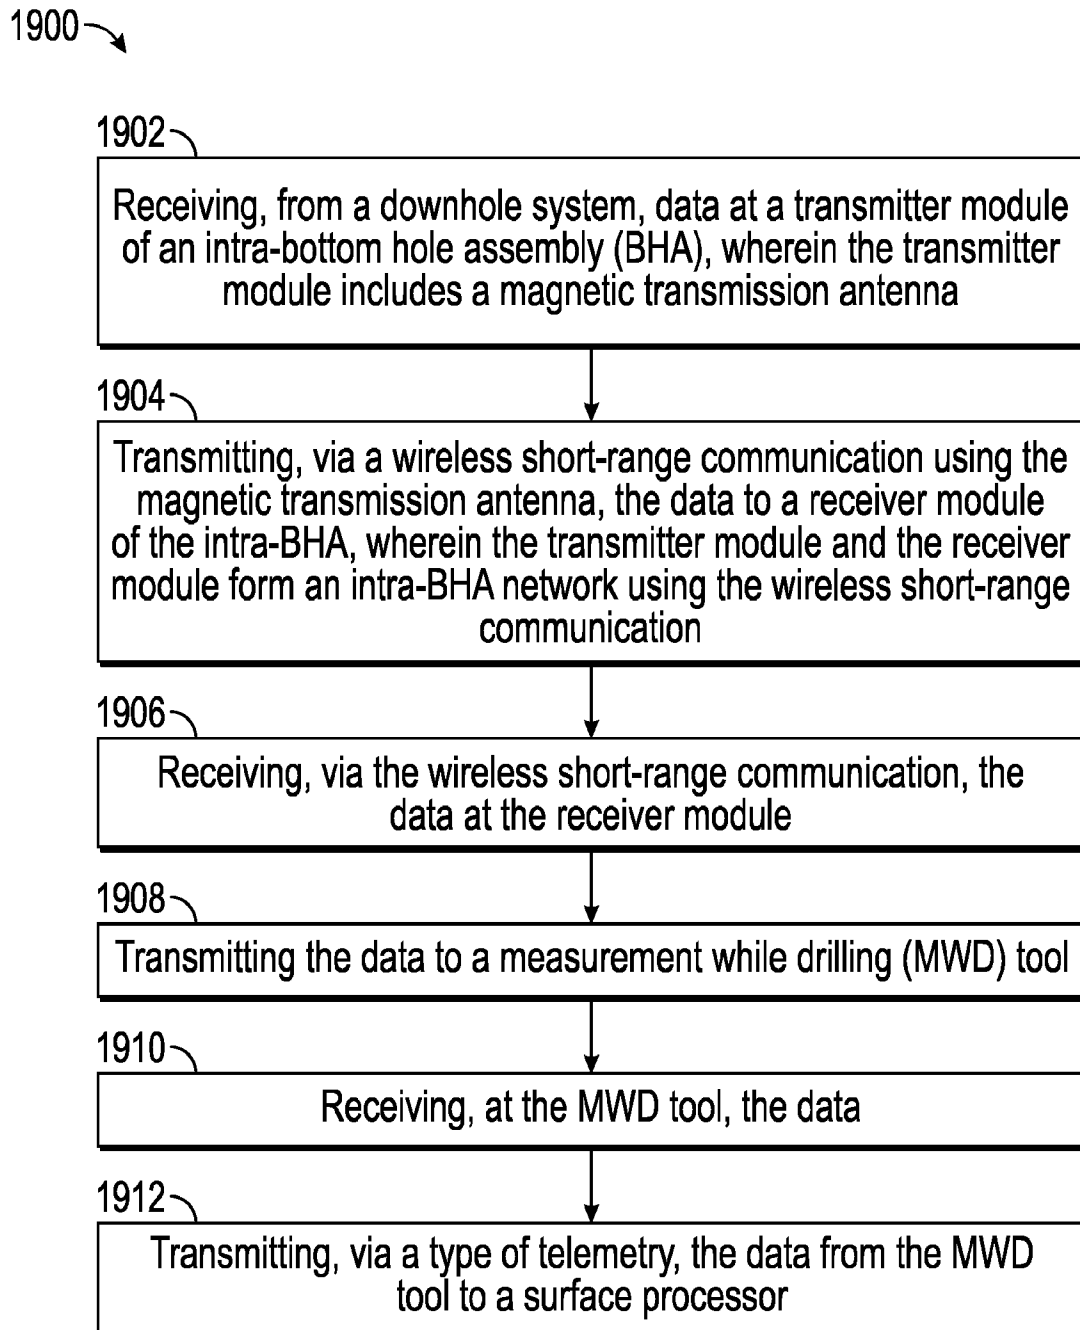 1900
1902
Receiving, from a downhole system, data at a transmitter module
of an intra-bottom hole assembly (BHA), wherein the transmitter
module includes a magnetic transmission antenna
1904
Transmitting, via a wireless short-range communication using the
magnetic transmission antenna, the data to a receiver module
of the intra-BHA, wherein the transmitter module and the receiver
module form an intra-BHA network using the wireless short-range
communication
1906
Receiving, via the wireless short-range communication, the
data at the receiver module
1908
Transmitting the data to a measurement while drilling (MWD) tool
1910
Receiving, at the MWD tool, the data
1912
Transmitting, via a type of telemetry, the data from the MWD
tool to a surface processor